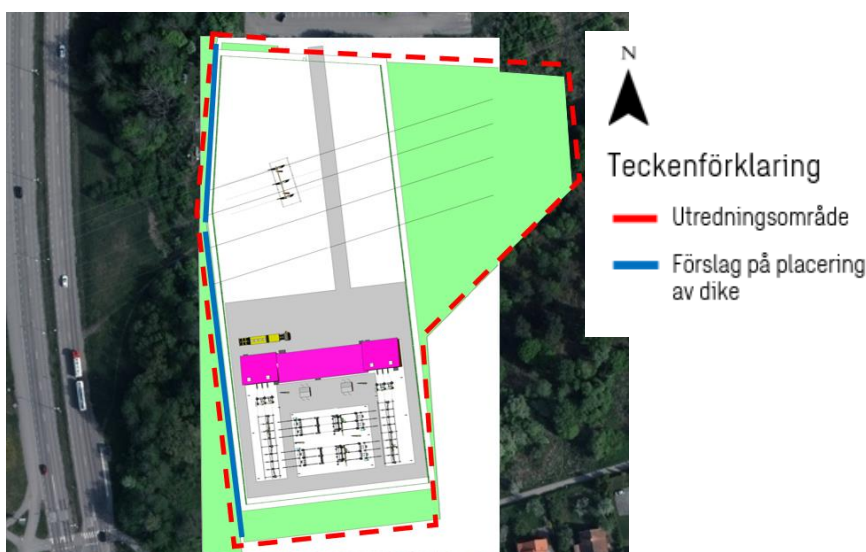 N
Teckenförklaring
Utredningsområde
Förslag på placering
av dike